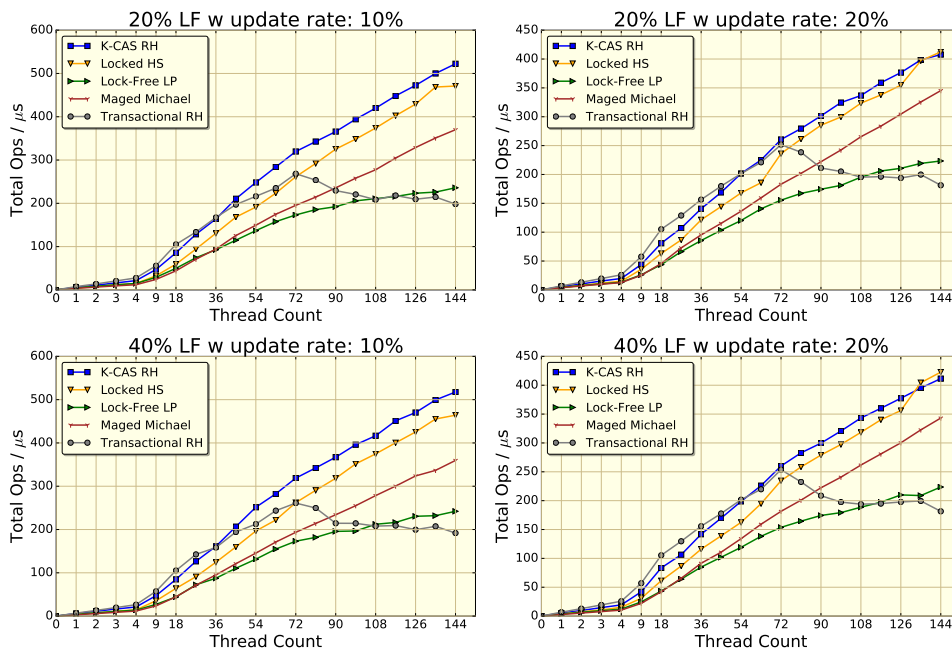 20% LF w update rate: 10%
600
500
400
300
200
100
0
Total Ops / μs
K-CAS RH
Locked HS
Lock-Free LP
Maged Michael
Transactional RH
0 1 2 3 4 9 18 36 54 72 90 108 126 144
Thread Count
20% LF w update rate: 20%
450
400
350
300
250
200
150
100
50
0
Total Ops / μs
K-CAS RH
Locked HS
Lock-Free LP
Maged Michael
Transactional RH
0 1 2 3 4 9 18 36 54 72 90 108 126 144
Thread Count
40% LF w update rate: 10%
600
500
400
300
200
100
0
Total Ops / μs
K-CAS RH
Locked HS
Lock-Free LP
Maged Michael
Transactional RH
0 1 2 3 4 9 18 36 54 72 90 108 126 144
Thread Count
40% LF w update rate: 20%
450
400
350
300
250
200
150
100
50
0
Total Ops / μs
K-CAS RH
Locked HS
Lock-Free LP
Maged Michael
Transactional RH
0 1 2 3 4 9 18 36 54 72 90 108 126 144
Thread Count